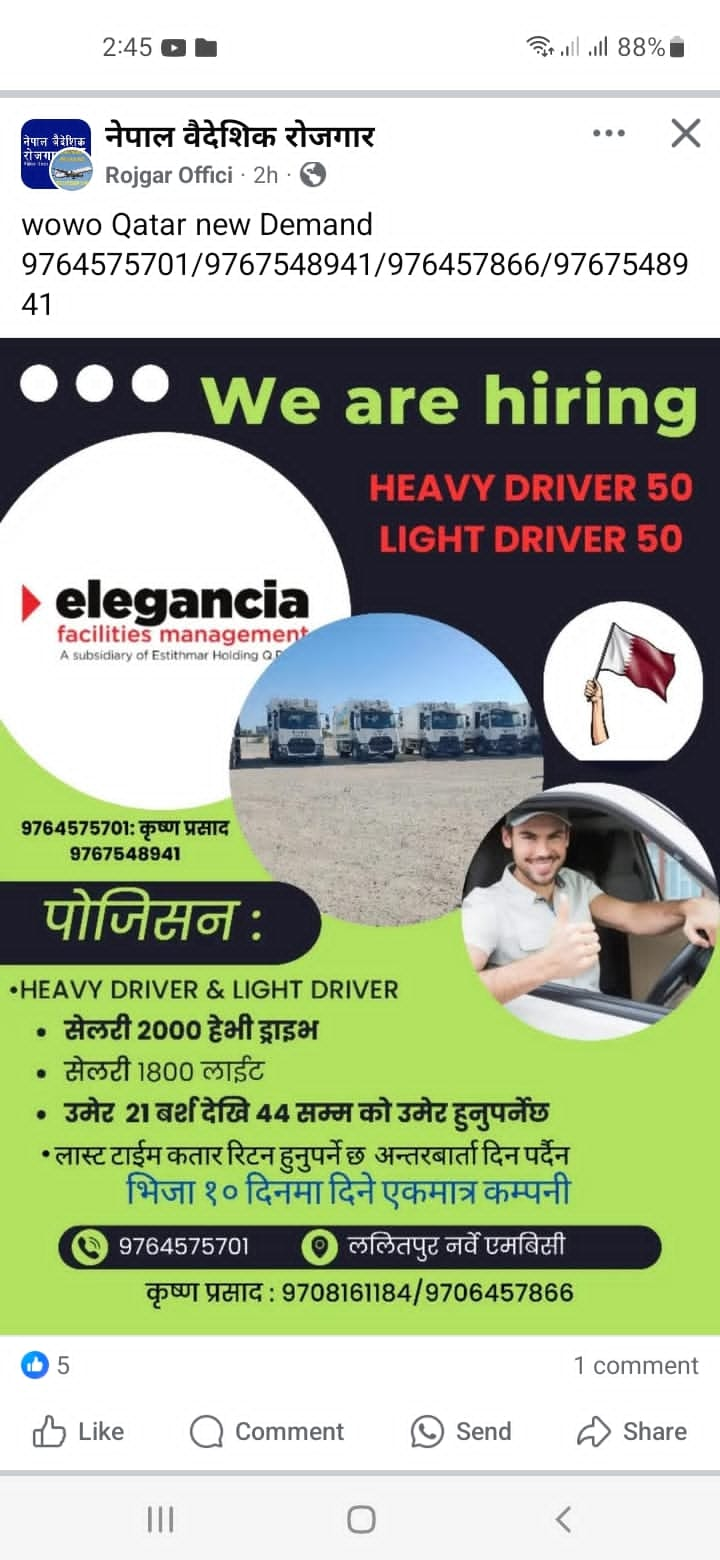 2:45
88%
नेपाल वैदेशिक रोजगार
Rojgar Offici · 2h ·
wowo Qatar new Demand
9764575701/9767548941/976457866/97675489
41
We are hiring
HEAVY DRIVER 50
LIGHT DRIVER 50
elegancia
facilities management
A subsidiary of Estithmar Holding Q
9764575701: कृष्ण प्रसाद
9767548941
पोजिसन :
•HEAVY DRIVER & LIGHT DRIVER
• सेलरी 2000 हेभी ड्राइभ
• सेलरी 1800 लाईट
• उमेर 21 बर्श देखि 44 सम्म को उमेर हुनुपर्नेछ
•लास्ट टाईम कतार रिटन हुनुपर्ने छ अन्तरबार्ता दिन पर्दैन
भिजा १० दिनमा दिने एकमात्र कम्पनी
9764575701 ललितपुर नर्वे एमबिसी
कृष्ण प्रसाद : 9708161184/9706457866
5
1 comment
Like Comment Send Share